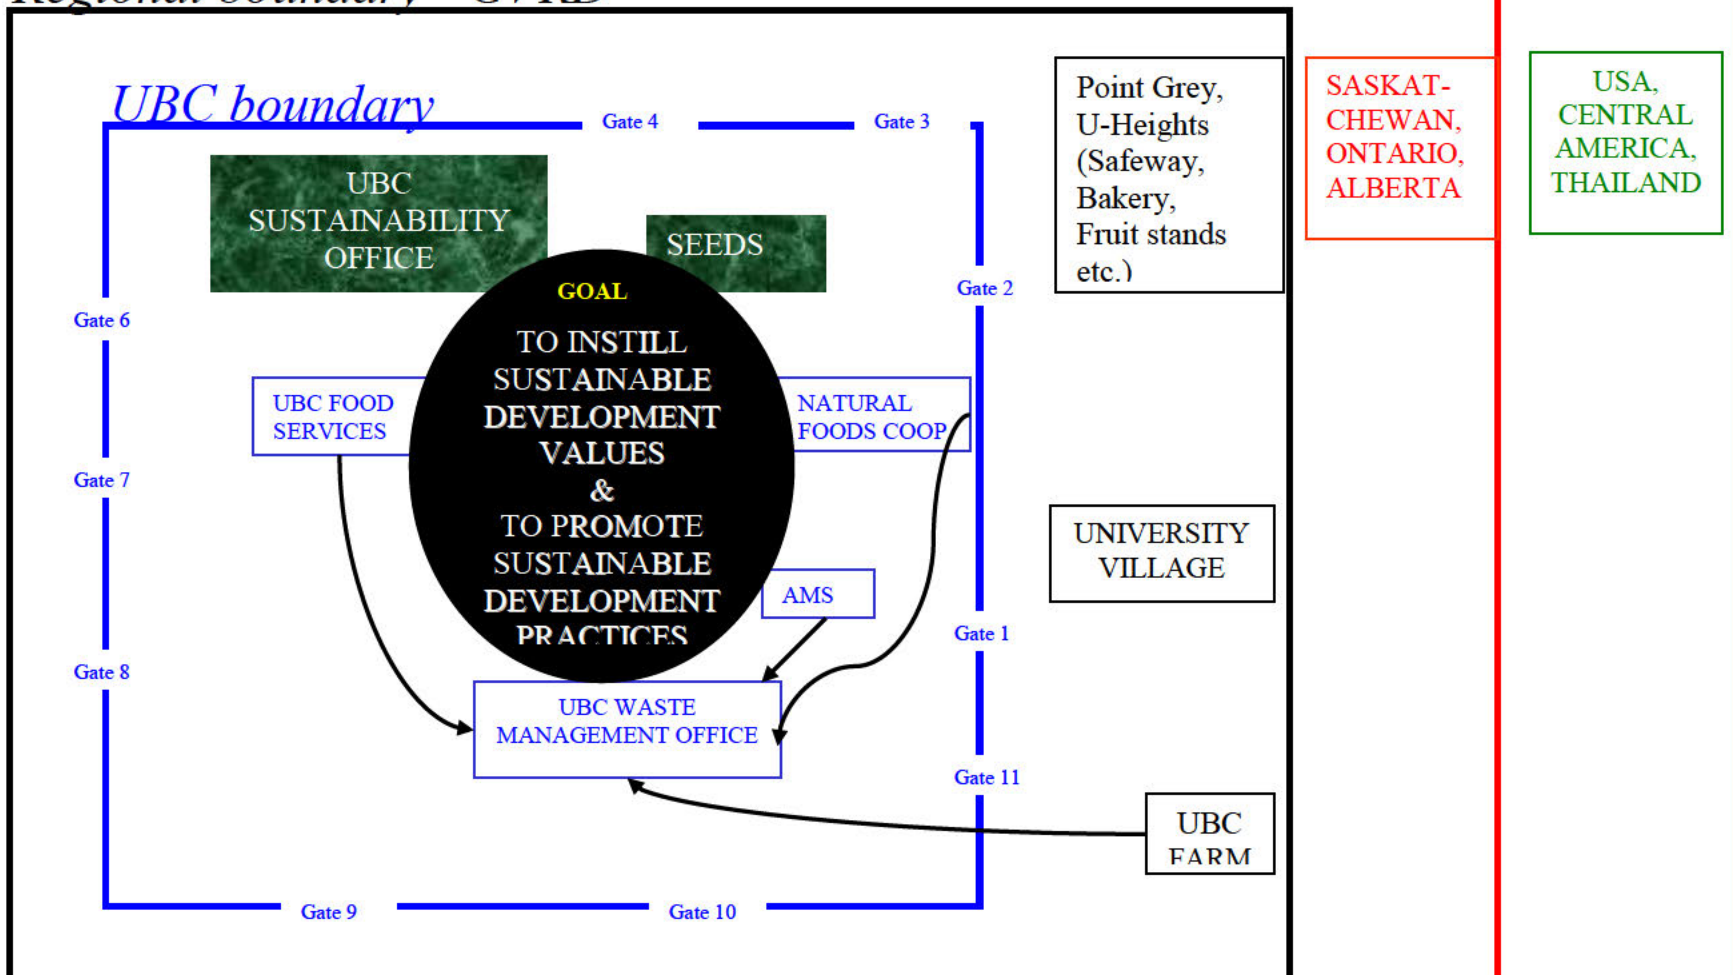 Regional boundary - GVRD
UBC boundary
Gate 4
Gate 3
Point Grey,
U-Heights
(Safeway,
Bakery,
Fruit stands
etc.)
SASKAT-
CHEWAN,
ONTARIO,
ALBERTA
USA,
CENTRAL
AMERICA,
THAILAND
UBC
SUSTAINABILITY
OFFICE
SEEDS
Gate 2
Gate 6
GOAL
TO INSTILL
SUSTAINABLE
DEVELOPMENT
VALUES
&
TO PROMOTE
SUSTAINABLE
DEVELOPMENT
PRACTICES
UBC FOOD
SERVICES
NATURAL
FOODS COOP
Gate 7
UNIVERSITY
VILLAGE
AMS
Gate 1
Gate 8
UBC WASTE
MANAGEMENT OFFICE
Gate 11
UBC
FARM
Gate 9
Gate 10